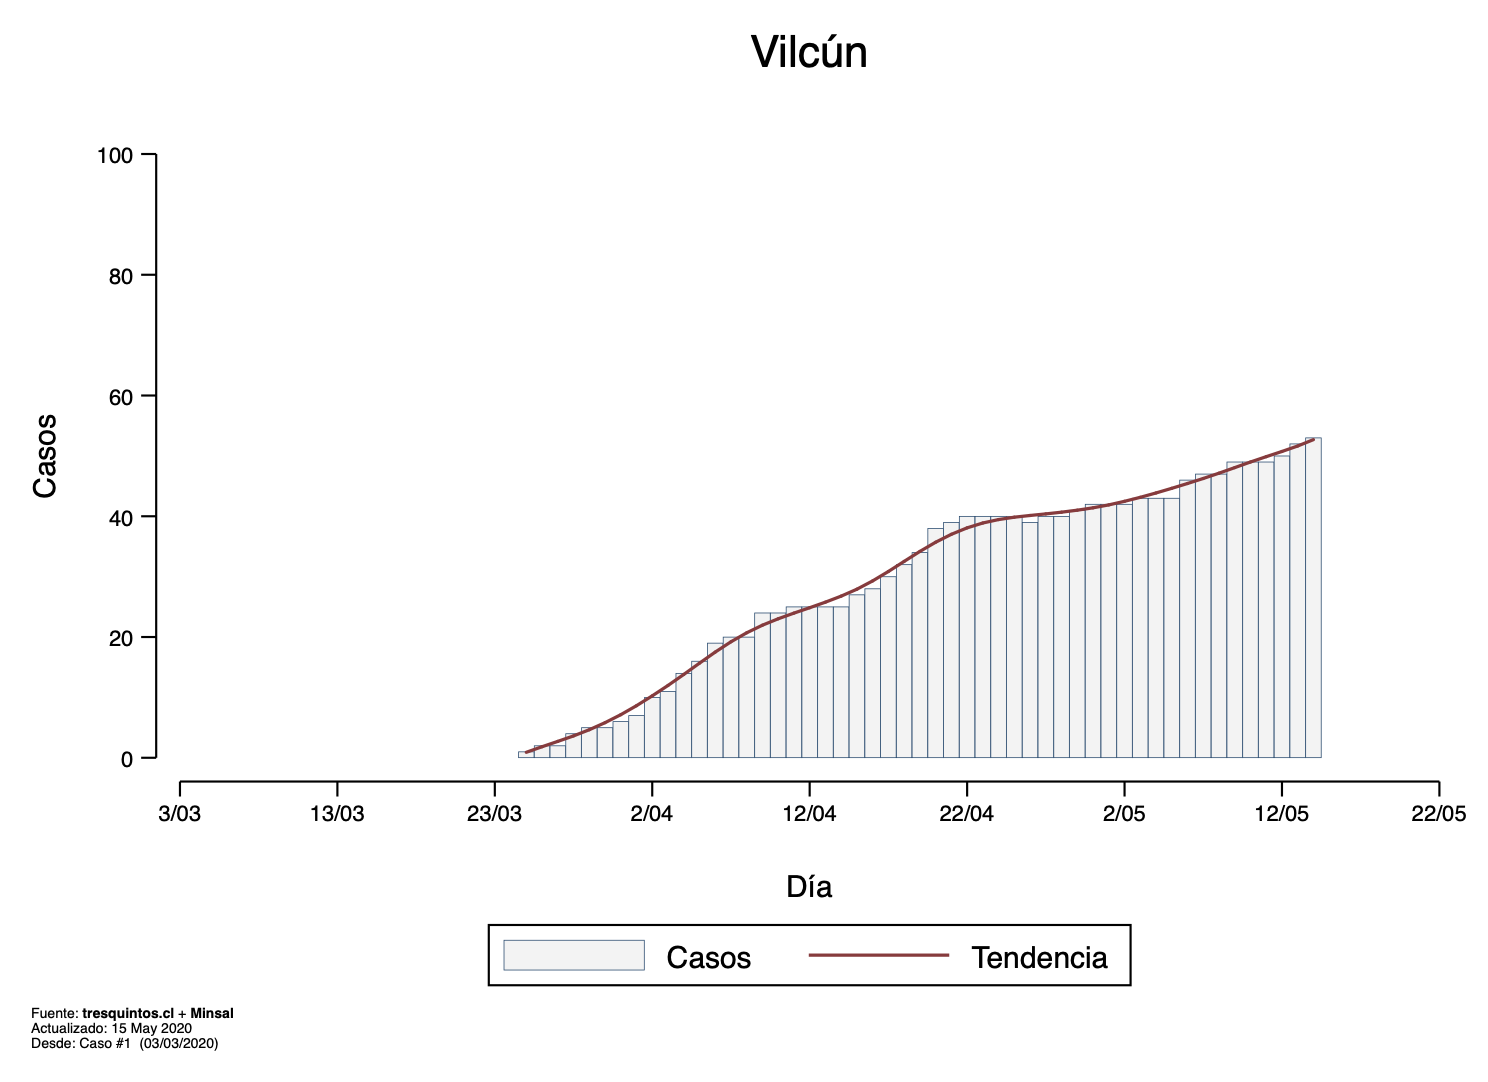 Vilcún
100
80
60
40
20
0
Casos
3/03
13/03
23/03
2/04
12/04
22/04
2/05
12/05
22/05
Día
Casos
Tendencia
Fuente: tresquintos.cl + Minsal
Actualizado: 15 May 2020
Desde: Caso #1 (03/03/2020)